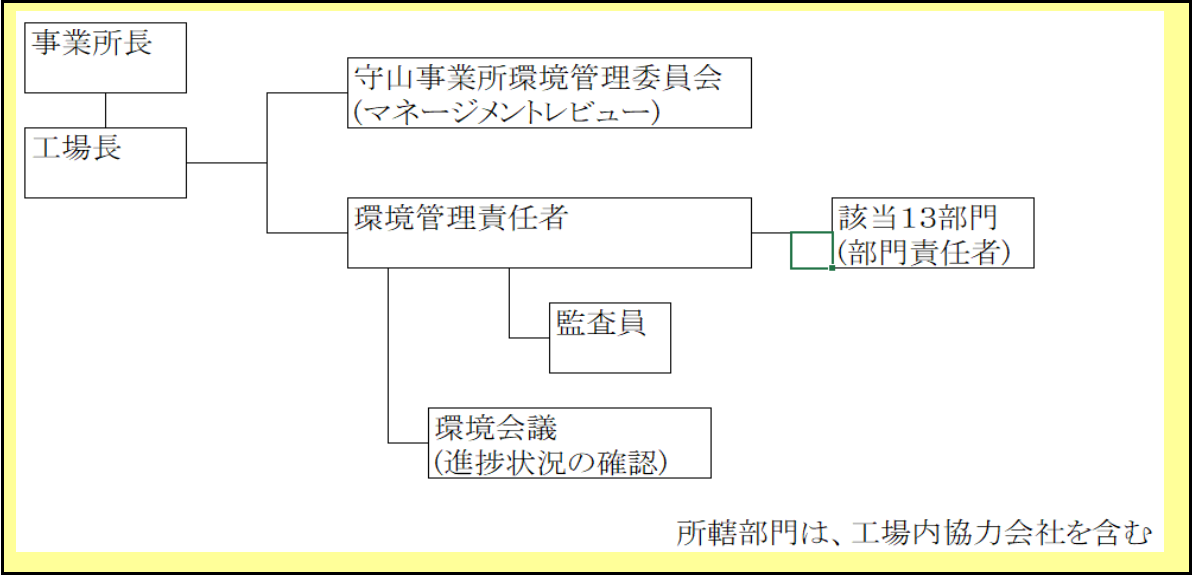 事業所長
工場長
守山事業所環境管理委員会
(マネージメントレビュー)
環境管理責任者
該当13部門
(部門責任者)
監査員
環境会議
(進捗状況の確認)
所轄部門は、工場内協力会社を含む